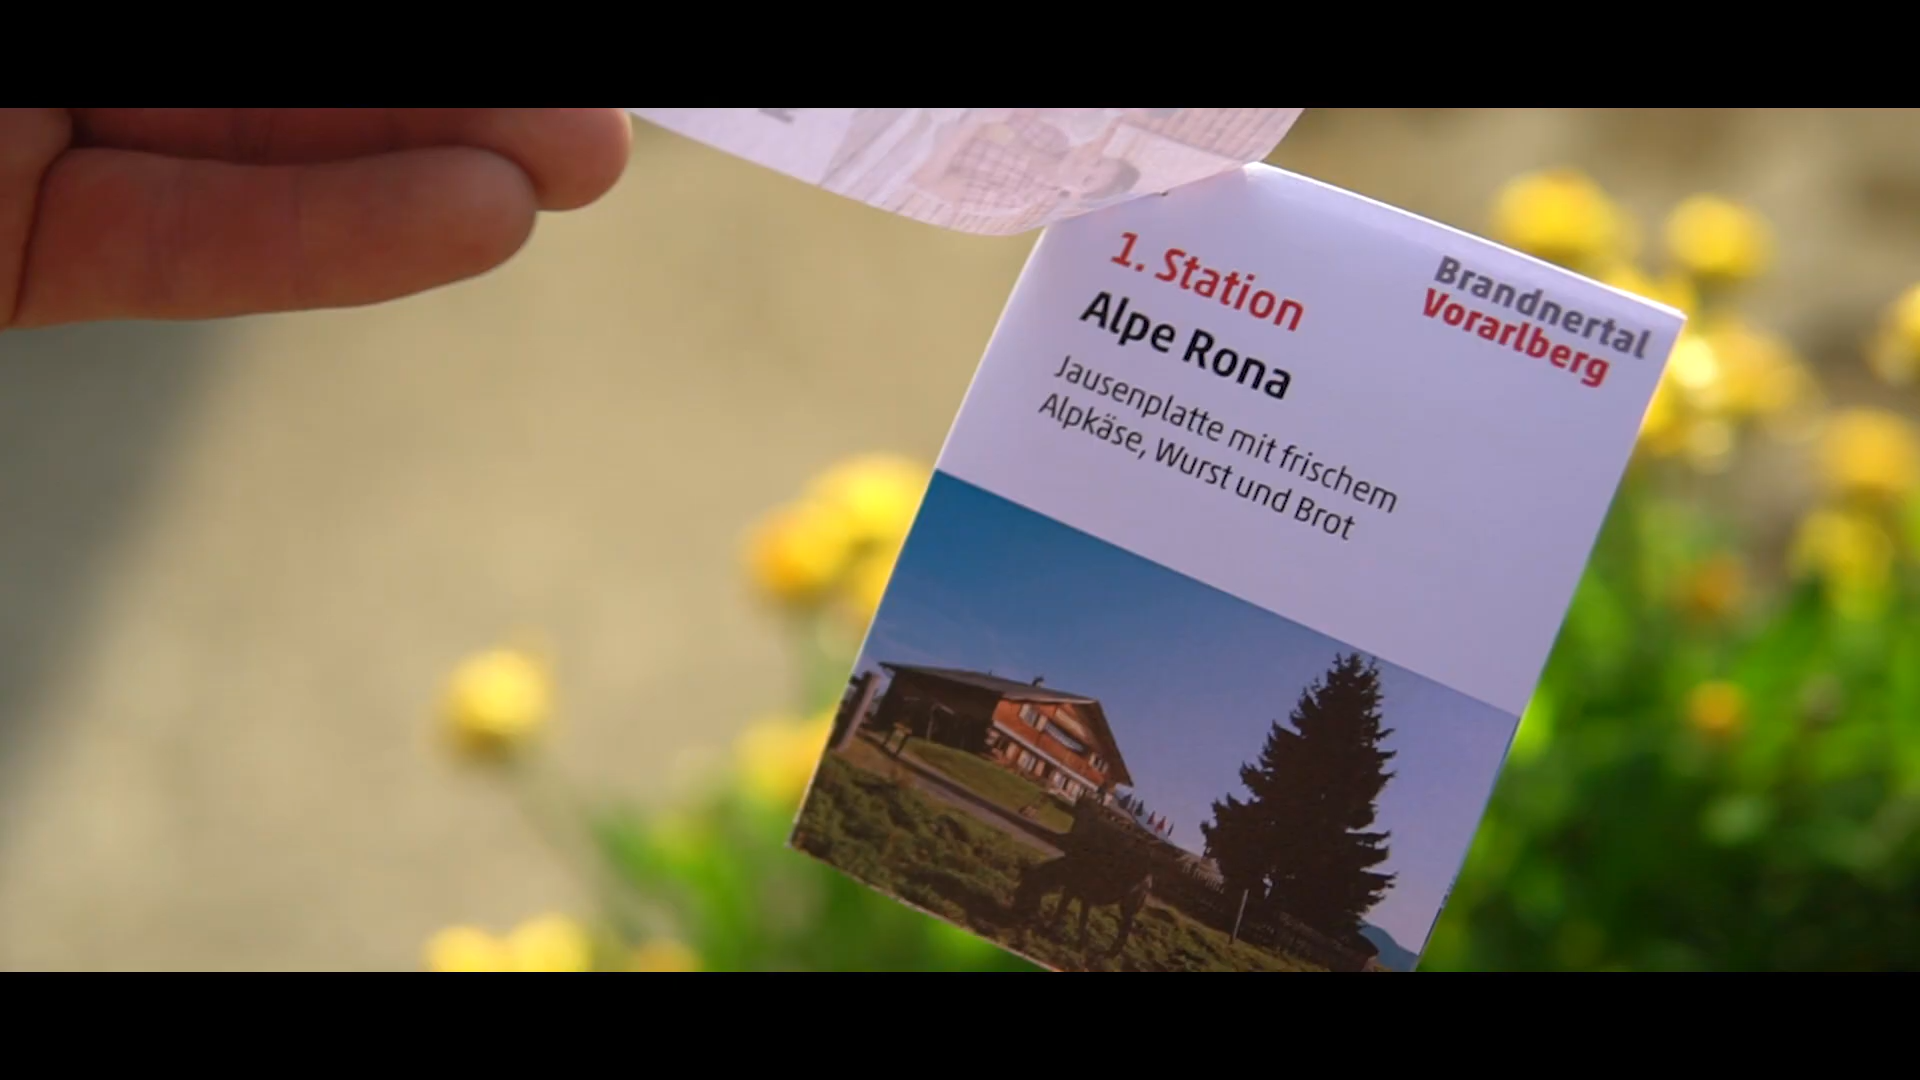 1. Station
Alpe Rona
Jausenplatte mit frischem
Alpkäse, Wurst und Brot
Brandnertal
Vorarlberg